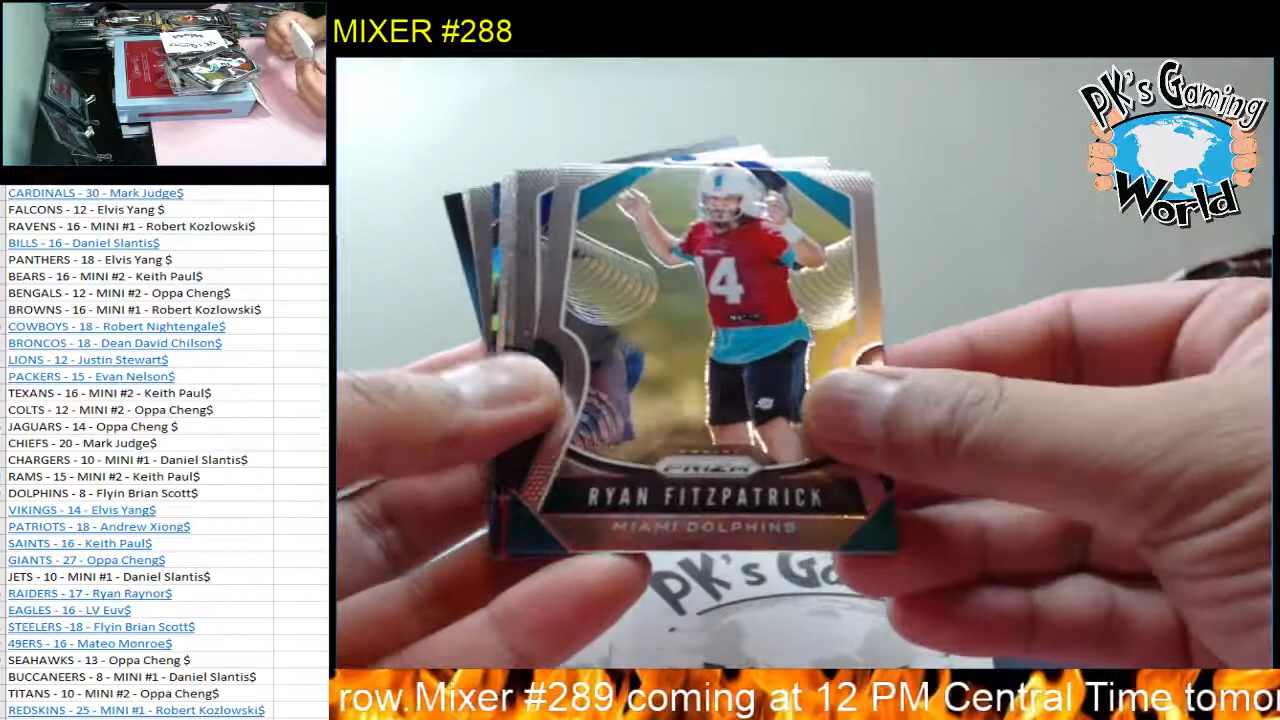 MIXER #288
PK's Gaming
World
CARDINALS - 30 - Mark Judge$
FALCONS - 12 - Elvis Yang $
RAVENS - 16 - MINI #1 - Robert Kozlowski$
BILLS - 16 - Daniel Slantis$
PANTHERS - 18 - Elvis Yang $
BEARS - 16 - MINI #2 - Keith Paul$
BENGALS - 12 - MINI #2 - Oppa Cheng$
BROWNS - 16 - MINI #1 - Robert Kozlowski$
COWBOYS - 18 - Robert Nightengale$
BRONCOS - 18 - Dean David Chilson$
LIONS - 12 - Justin Stewart$
PACKERS - 15 - Evan Nelson$
TEXANS - 16 - MINI #2 - Keith Paul$
COLTS - 12 - MINI #2 - Oppa Cheng$
JAGUARS - 14 - Oppa Cheng $
CHIEFS - 20 - Mark Judge$
CHARGERS - 10 - MINI #1 - Daniel Slantis$
RAMS - 15 - MINI #2 - Keith Paul$
DOLPHINS - 8 - Flyin Brian Scott$
VIKINGS - 14 - Elvis Yang$
PATRIOTS - 18 - Andrew Xiong$
SAINTS - 16 - Keith Paul$
GIANTS - 27 - Oppa Cheng$
JETS - 10 - MINI #1 - Daniel Slantis$
RAIDERS - 17 - Ryan Raynor$
EAGLES - 16 - LV Euv$
STEELERS -18 - Flyin Brian Scott$
49ERS - 16 - Mateo Monroe$
SEAHAWKS - 13 - Oppa Cheng $
BUCCANEERS - 8 - MINI #1 - Daniel Slantis$
TITANS - 10 - MINI #2 - Oppa Cheng$
REDSKINS - 25 - MINI #1 - Robert Kozlowski$
14
PANINI
PRIZM
RYAN FITZPATRICK
MIAMI DOLPHINS
PK's Ga
row.Mixer #289 coming at 12 PM Central Time tomo